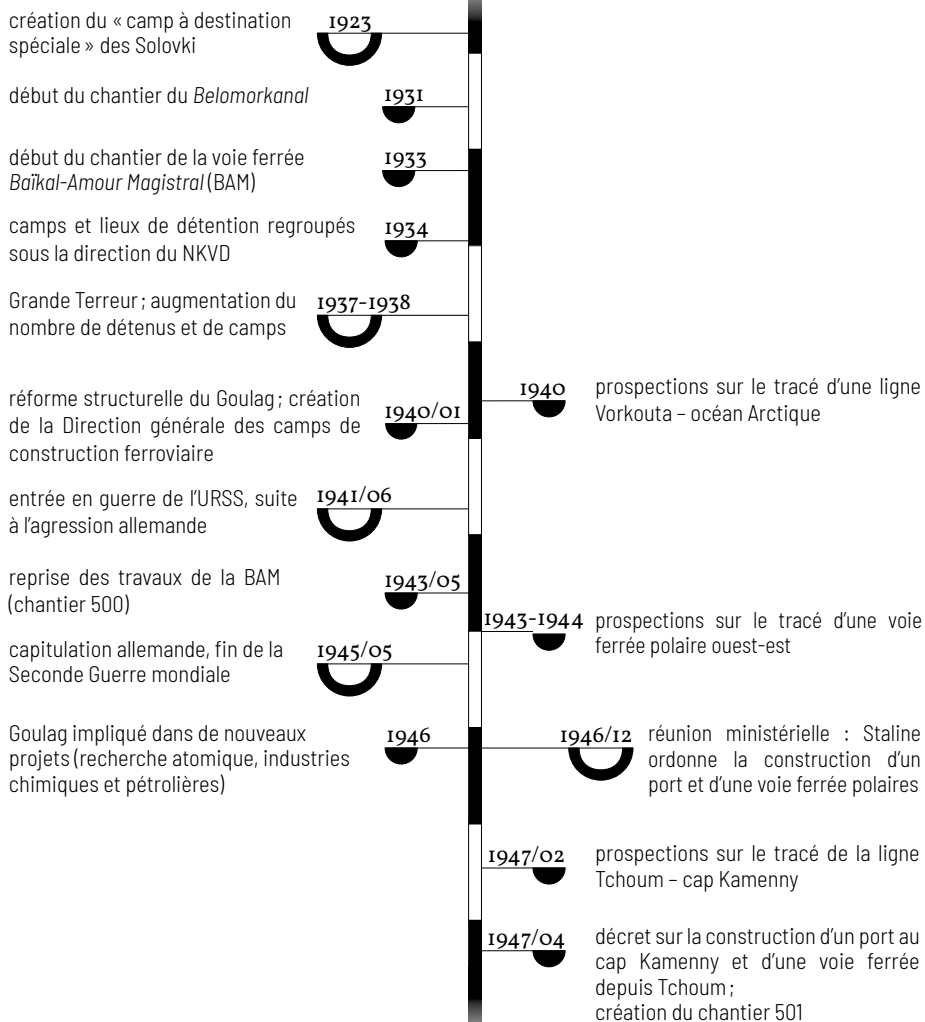 création du « camp à destination
spéciale » des Solovki
1923
début du chantier du Belomorkanal
1931
début du chantier de la voie ferrée
Baïkal-Amour Magistral (BAM)
1933
camps et lieux de détention regroupés
sous la direction du NKVD
1934
Grande Terreur ; augmentation du
nombre de détenus et de camps
1937-1938
1940
prospections sur le tracé d'une ligne
Vorkouta – océan Arctique
réforme structurelle du Goulag ; création
de la Direction générale des camps de
construction ferroviaire
1940/01
entrée en guerre de l'URSS, suite
à l'agression allemande
1941/06
reprise des travaux de la BAM
(chantier 500)
1943/05
1943-1944
prospections sur le tracé d'une voie
ferrée polaire ouest-est
capitulation allemande, fin de la
Seconde Guerre mondiale
1945/05
Goulag impliqué dans de nouveaux
projets (recherche atomique, industries
chimiques et pétrolières)
1946
1946/12
réunion ministérielle : Staline
ordonne la construction d'un
port et d'une voie ferrée polaires
1947/02
prospections sur le tracé de la ligne
Tchoum – cap Kamenny
1947/04
décret sur la construction d'un port au
cap Kamenny et d'une voie ferrée
depuis Tchoum ;
création du chantier 501